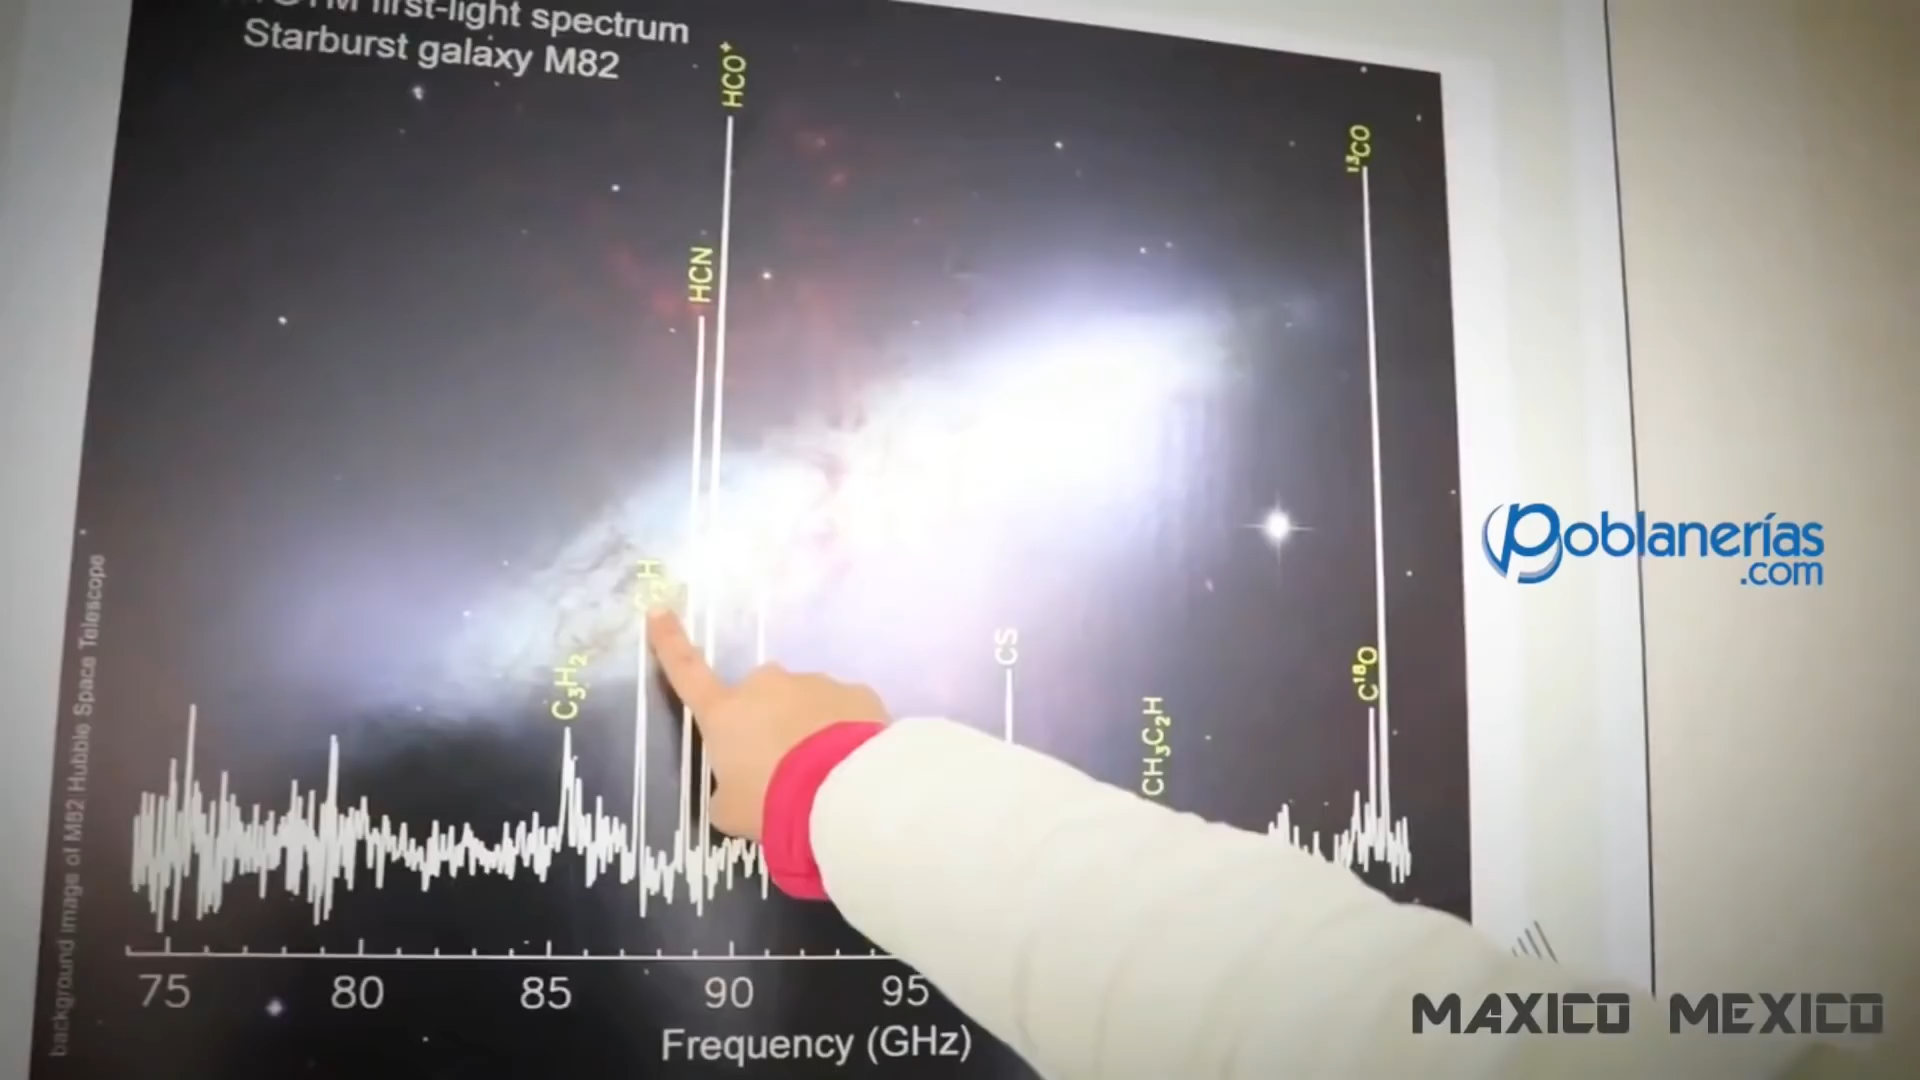 first-light spectrum
Starburst galaxy M82
HCO⁺
HCN
¹³CO
C₃H₂
CS
CH₃C₂H
C¹⁸O
75 80 85 90 95
Frequency (GHz)
background image of M82 Hubble Space Telescope
Poblanerías
.com
MAXICO MEXICO